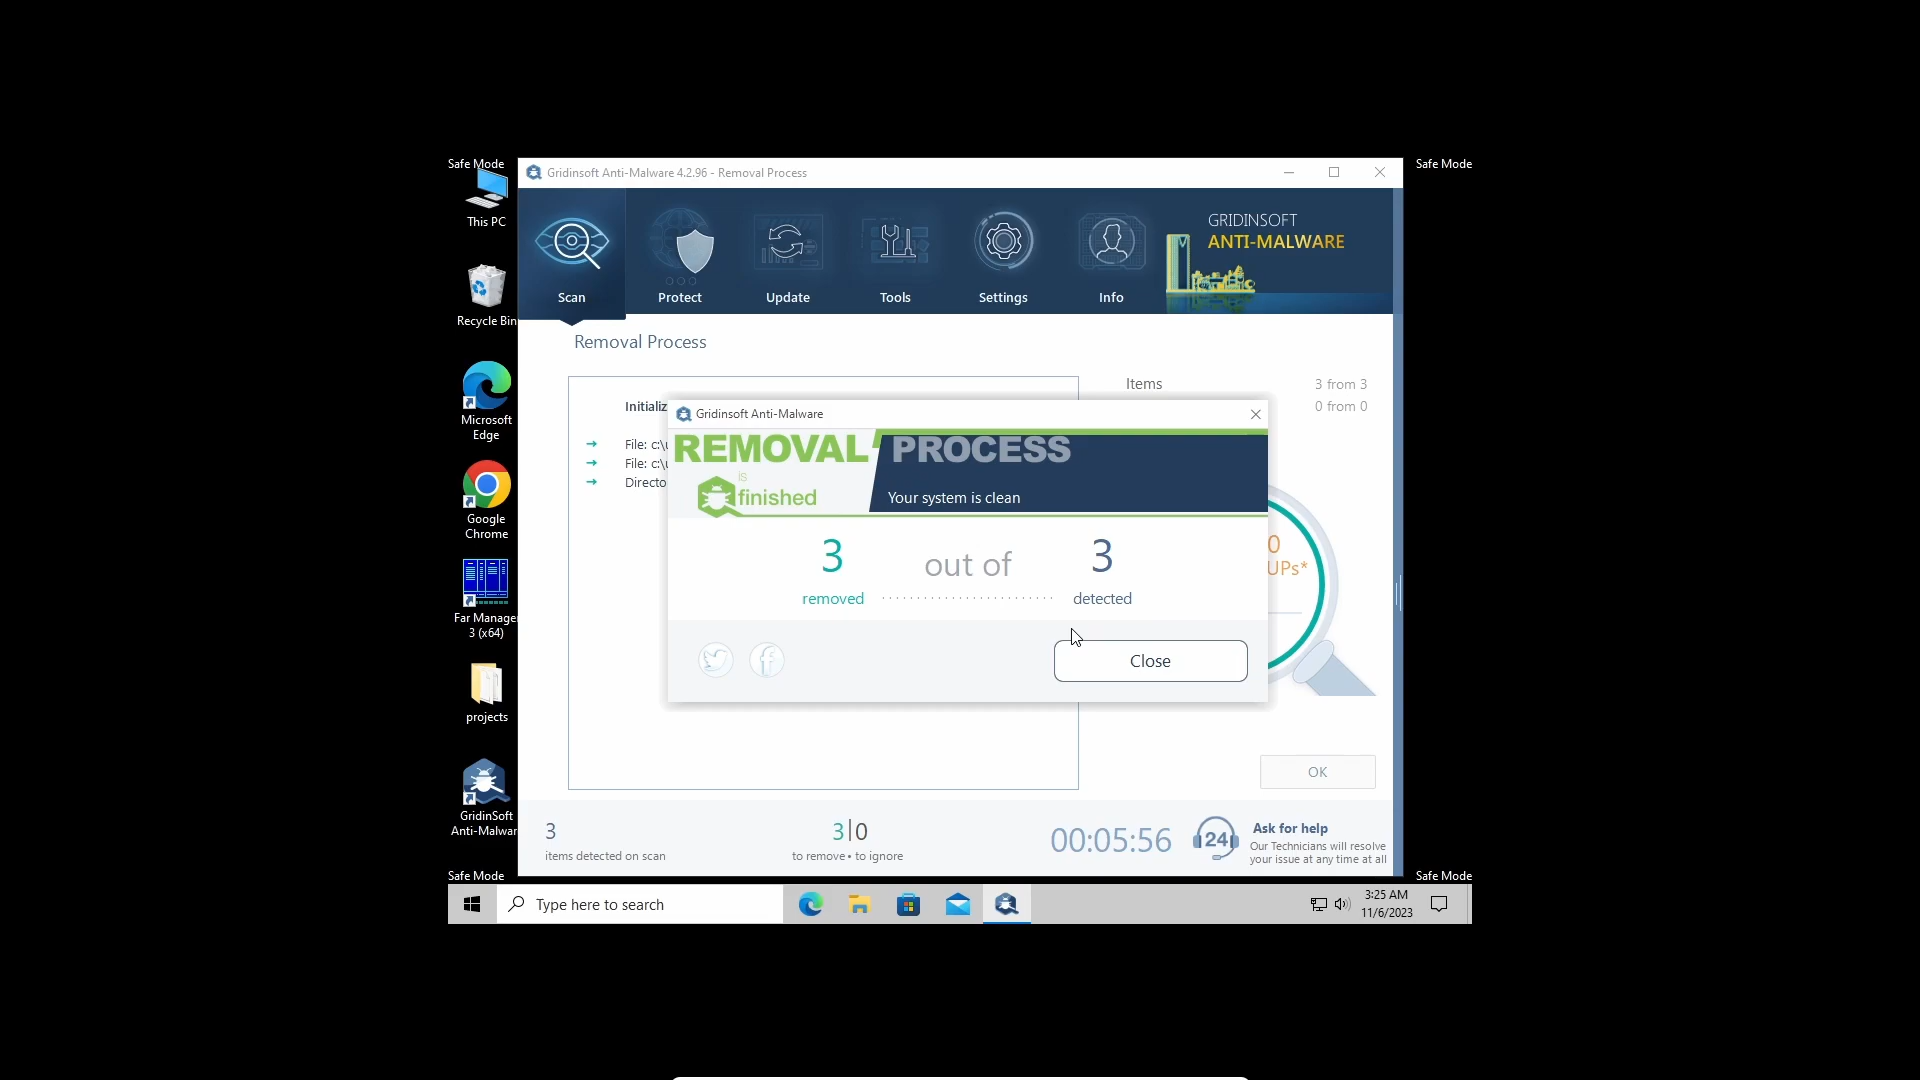 Safe Mode
Safe Mode
This PC
Recycle Bin
Microsoft
Edge
Google
Chrome
Far Manage
3 (x64)
projects
GridinSoft
Anti-Malwar
Gridinsoft Anti-Malware 4.2.96 - Removal Process
Scan
Protect
Update
Tools
Settings
Info
GRIDINSOFT
ANTI-MALWARE
Removal Process
Initializ
File: c:\u
File: c:\u
Directo
Items
3 from 3
0 from 0
0
UPs*
Gridinsoft Anti-Malware
REMOVAL PROCESS
is
finished
Your system is clean
3 out of 3
removed detected
Close
OK
3
items detected on scan
3|0
to remove • to ignore
00:05:56
24
Ask for help
Our Technicians will resolve
your issue at any time at all
Safe Mode
Safe Mode
Type here to search
3:25 AM
11/6/2023